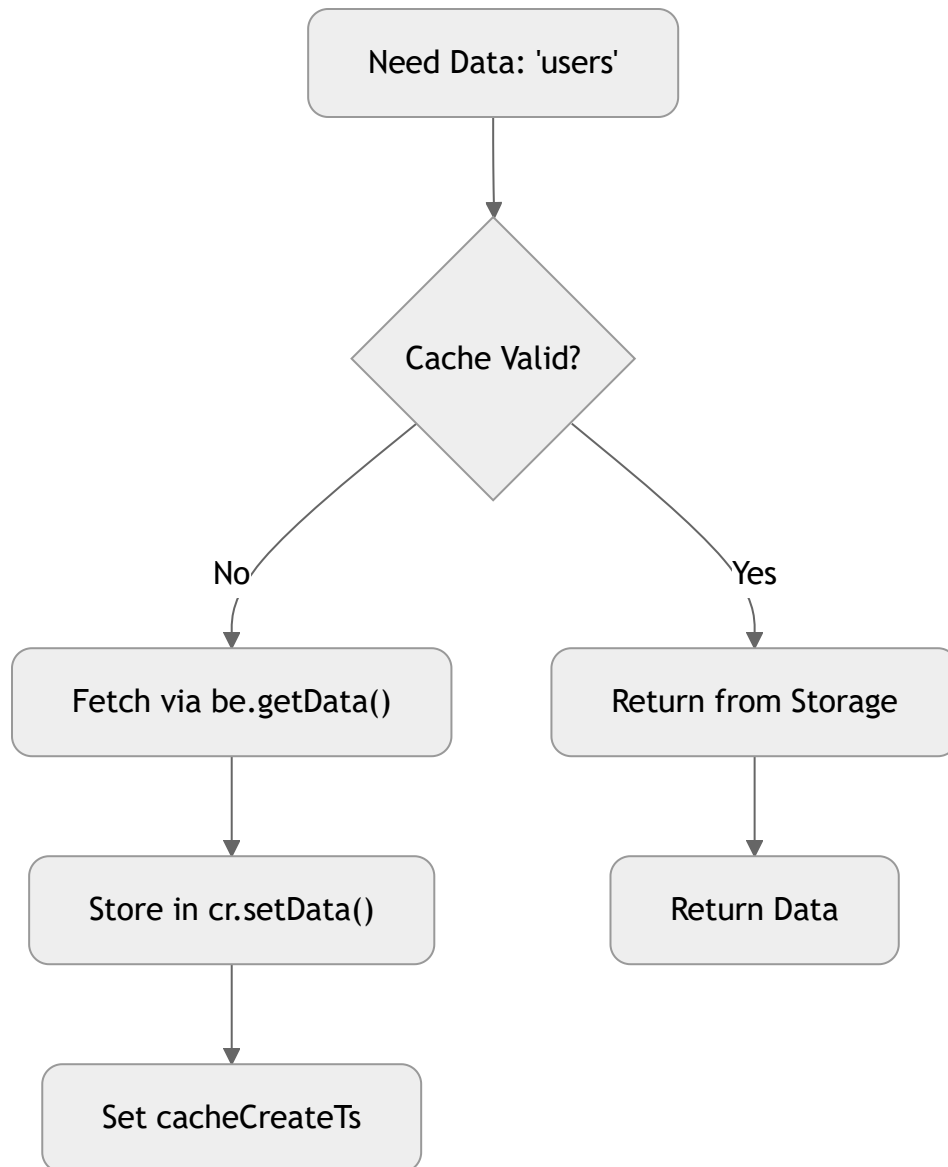 Need Data: 'users'
Cache Valid?
No
Yes
Fetch via be.getData()
Return from Storage
Store in cr.setData()
Return Data
Set cacheCreateTs